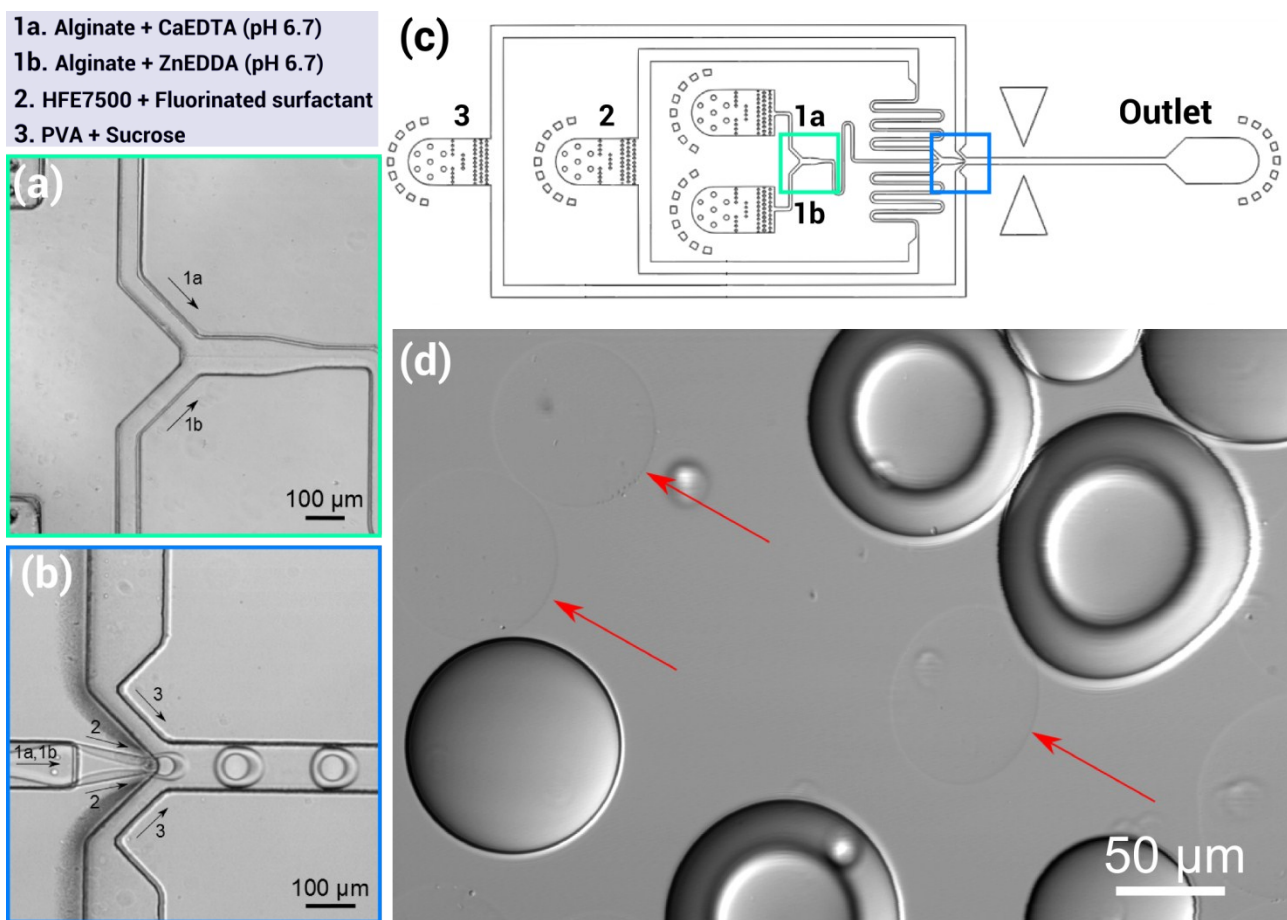 1a. Alginate + CaEDTA (pH 6.7)
1b. Alginate + ZnEDDA (pH 6.7)
2. HFE7500 + Fluorinated surfactant
3. PVA + Sucrose
(a)
1a
1b
100 µm
(b)
3
2
1a,1b
2
3
100 µm
(c)
3
2
1a
1b
Outlet
(d)
50 µm